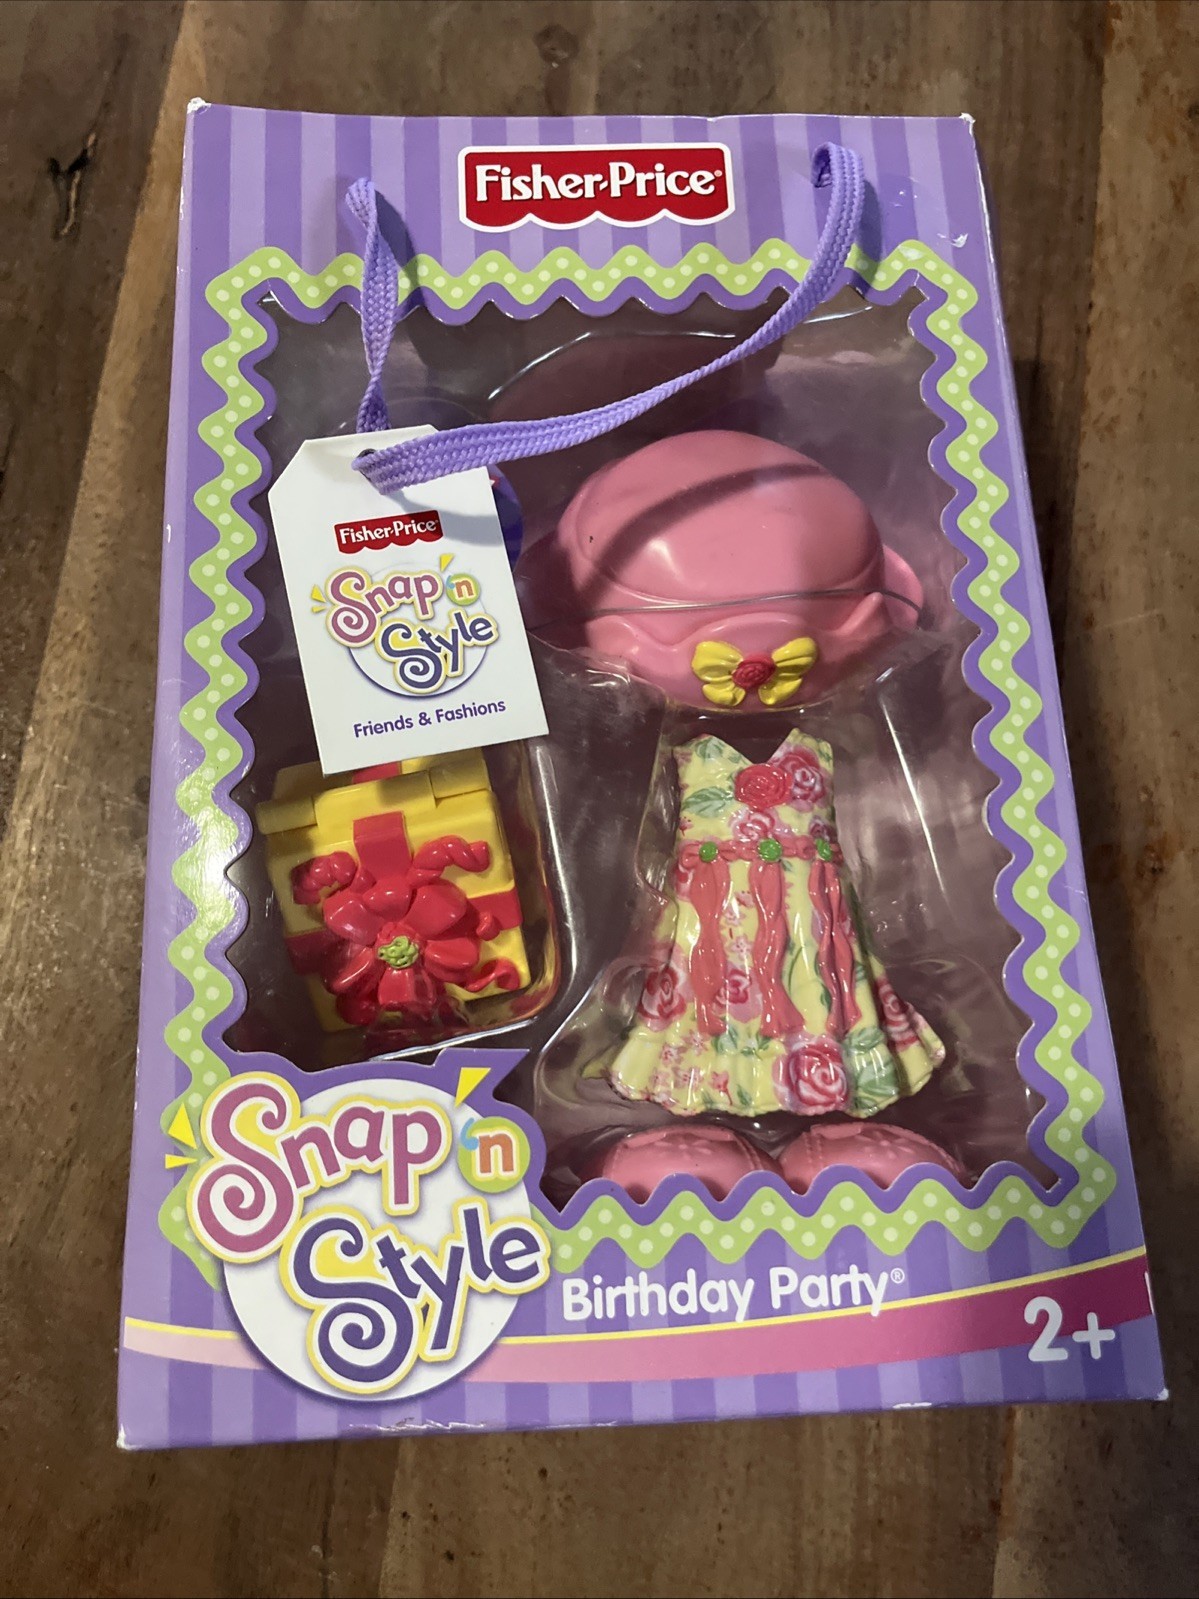 Fisher-Price®
Fisher-Price®
Snap 'n
Style
Friends & Fashions
Snap 'n
Style
Birthday Party®
2+